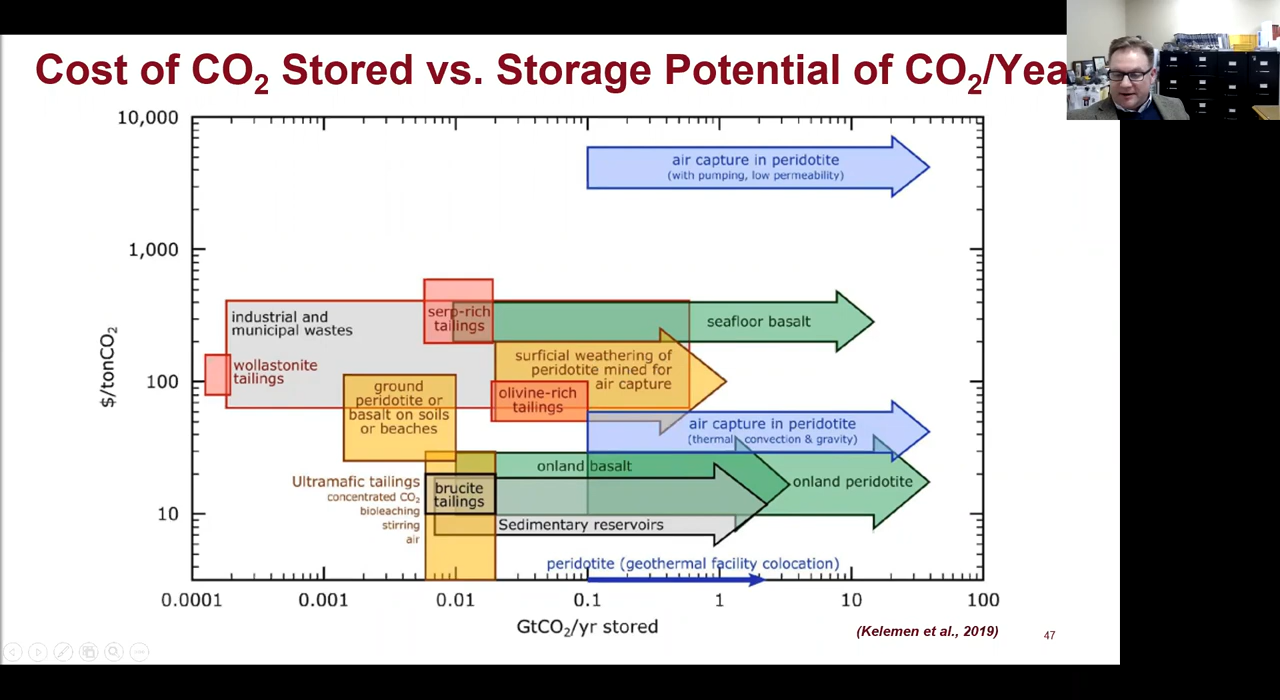 Cost of CO₂ Stored vs. Storage Potential of CO₂/Yea
10,000
1,000
100
10
$/tonCO₂
air capture in peridotite
(with pumping, low permeability)
serp-rich
tailings
seafloor basalt
industrial and
municipal wastes
wollastonite
tailings
surficial weathering of
peridotite mined for
air capture
ground
peridotite or
basalt on soils
or beaches
olivine-rich
tailings
air capture in peridotite
(thermal convection & gravity)
onland basalt
onland peridotite
Ultramafic tailings
concentrated CO₂
bioleaching
stirring
air
brucite
tailings
Sedimentary reservoirs
peridotite (geothermal facility colocation)
0.0001
0.001
0.01
0.1
1
10
100
GtCO₂/yr stored
(Kelemen et al., 2019)
47